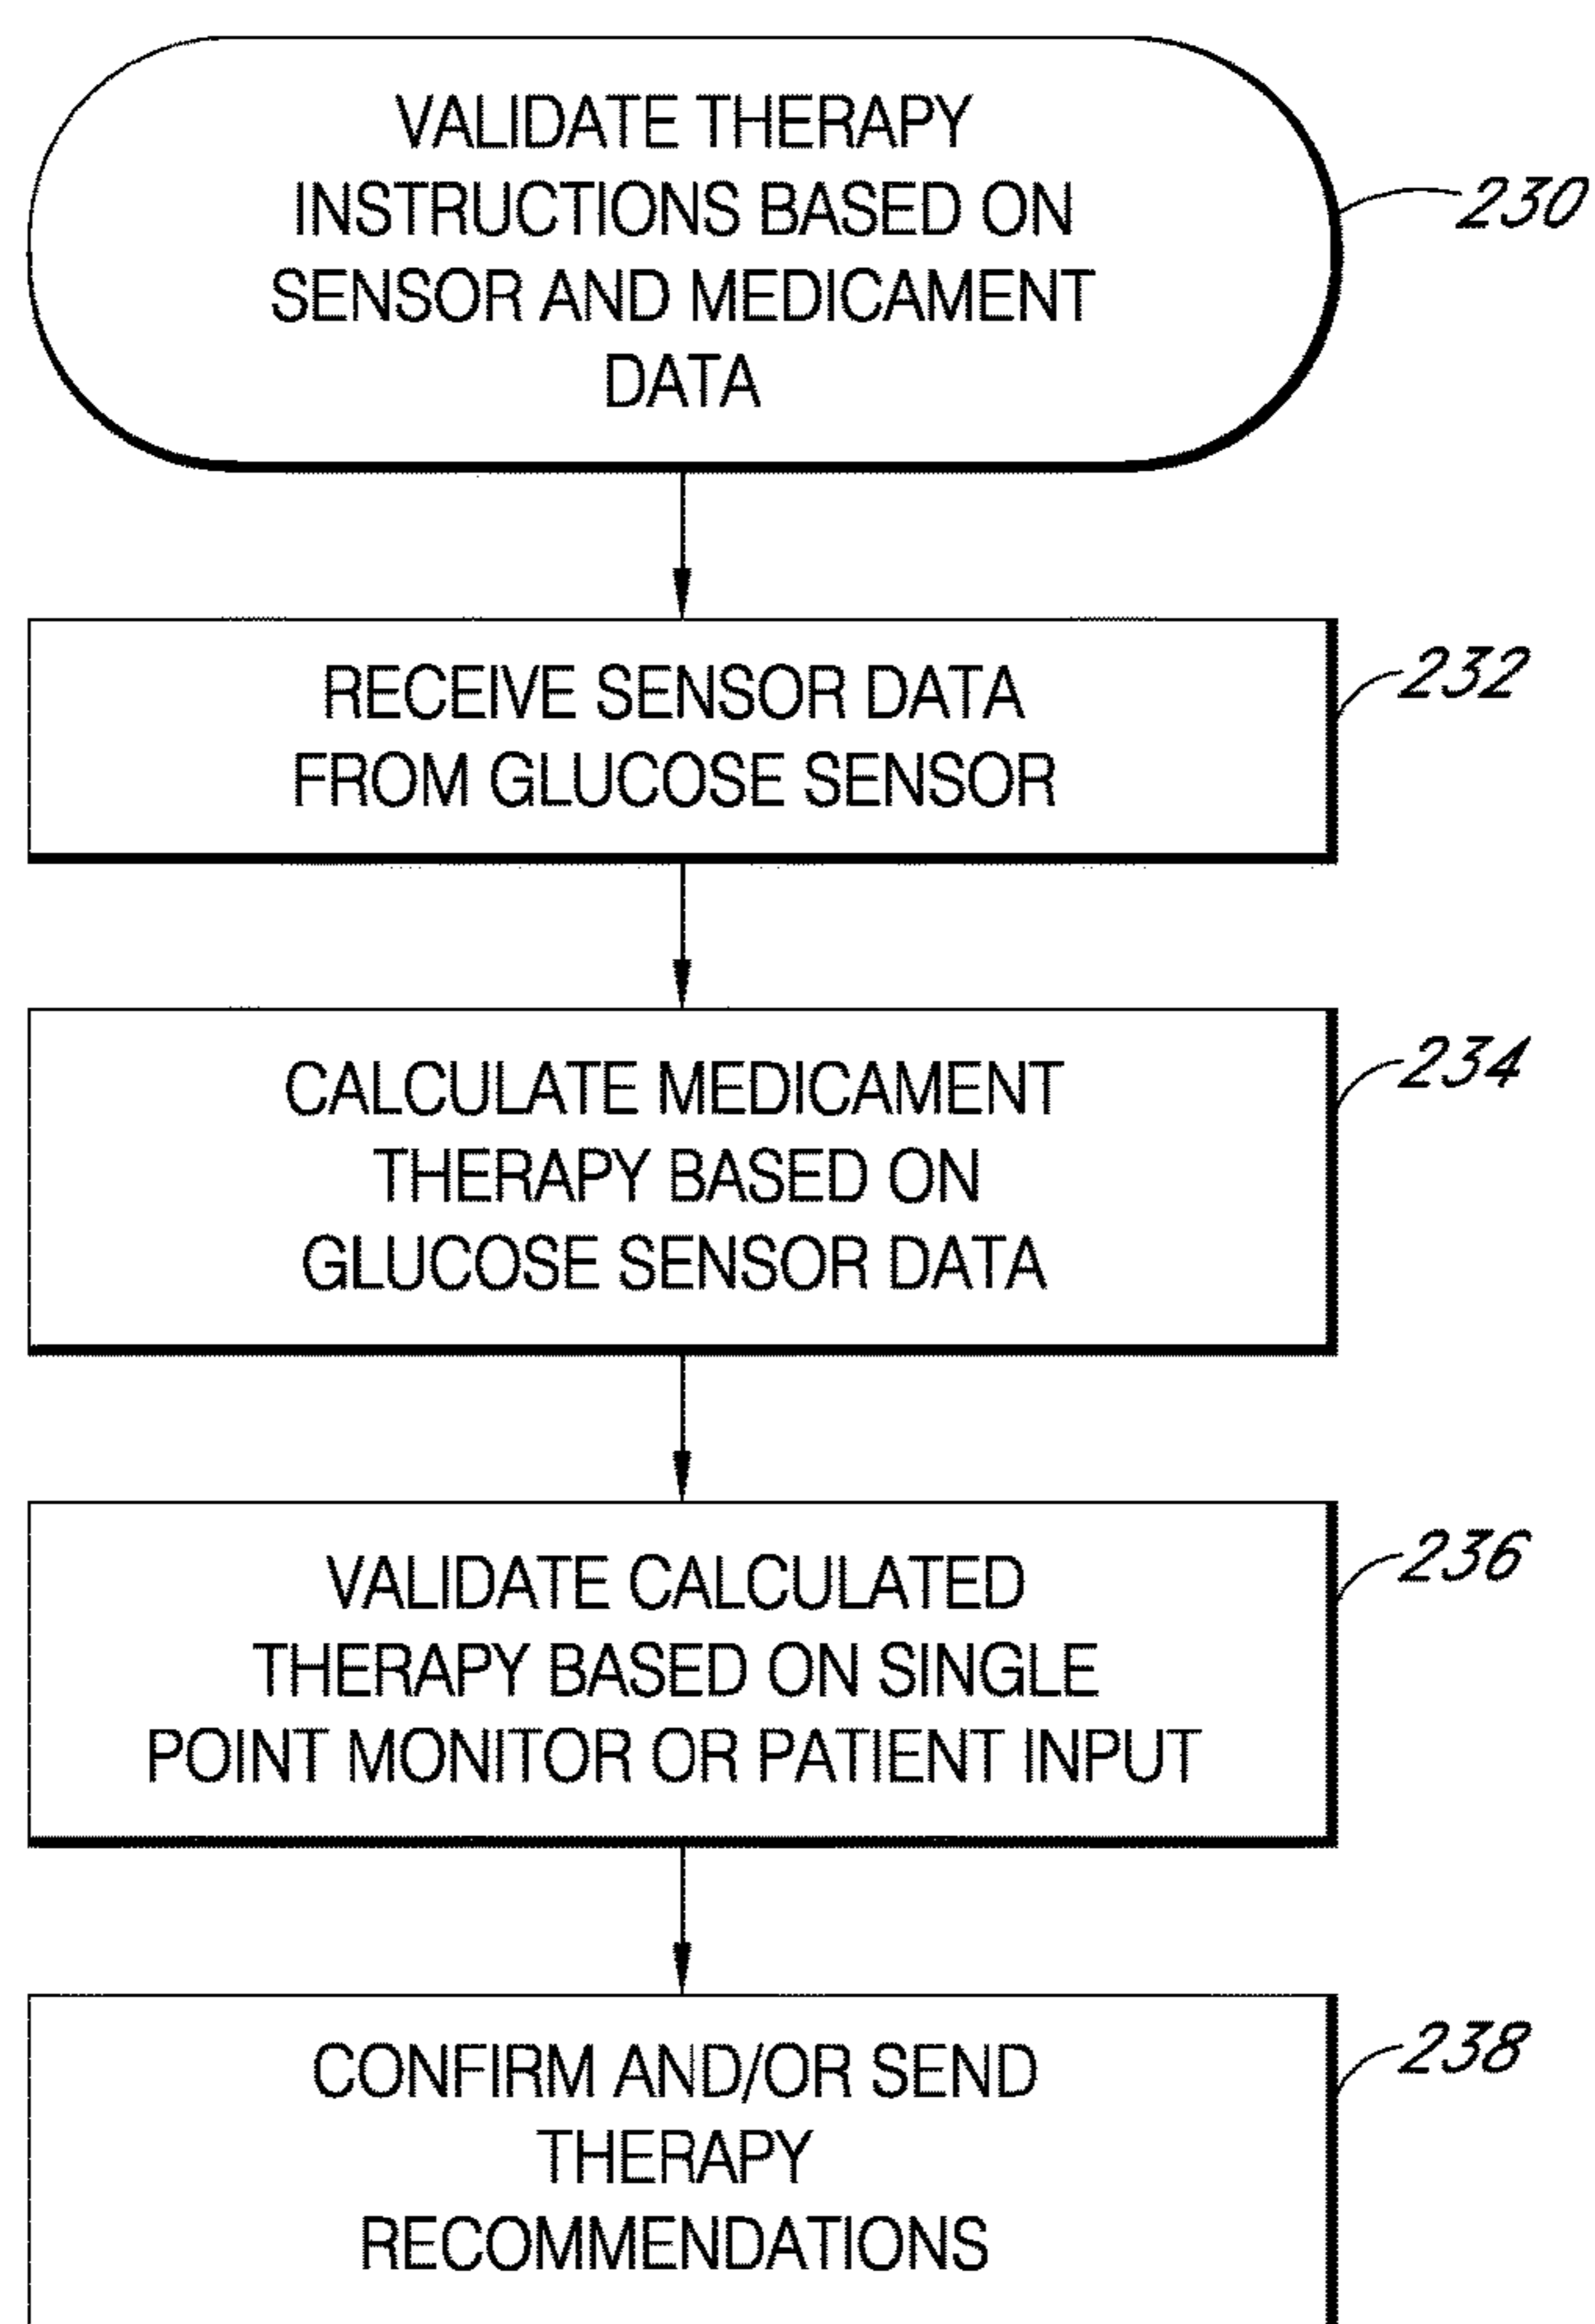 VALIDATE THERAPY
INSTRUCTIONS BASED ON
SENSOR AND MEDICAMENT
DATA
230
RECEIVE SENSOR DATA
FROM GLUCOSE SENSOR
232
CALCULATE MEDICAMENT
THERAPY BASED ON
GLUCOSE SENSOR DATA
234
VALIDATE CALCULATED
THERAPY BASED ON SINGLE
POINT MONITOR OR PATIENT INPUT
236
CONFIRM AND/OR SEND
THERAPY
RECOMMENDATIONS
238